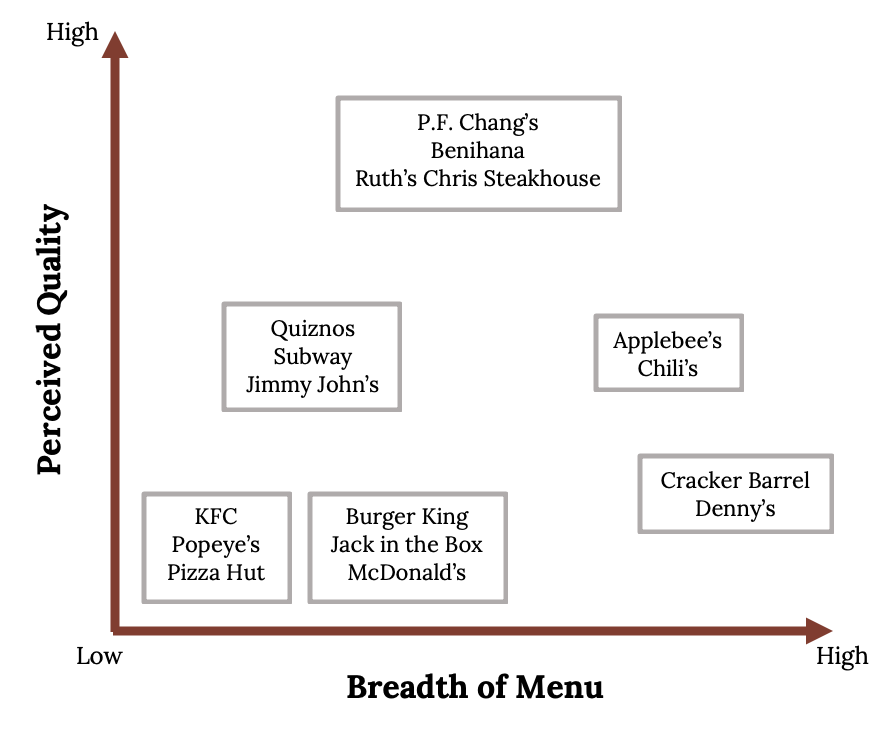 High
P.F. Chang’s
Benihana
Ruth’s Chris Steakhouse
Perceived Quality
Quiznos
Subway
Jimmy John’s
Applebee’s
Chili’s
Cracker Barrel
Denny’s
KFC
Popeye’s
Pizza Hut
Burger King
Jack in the Box
McDonald’s
Low
High
Breadth of Menu